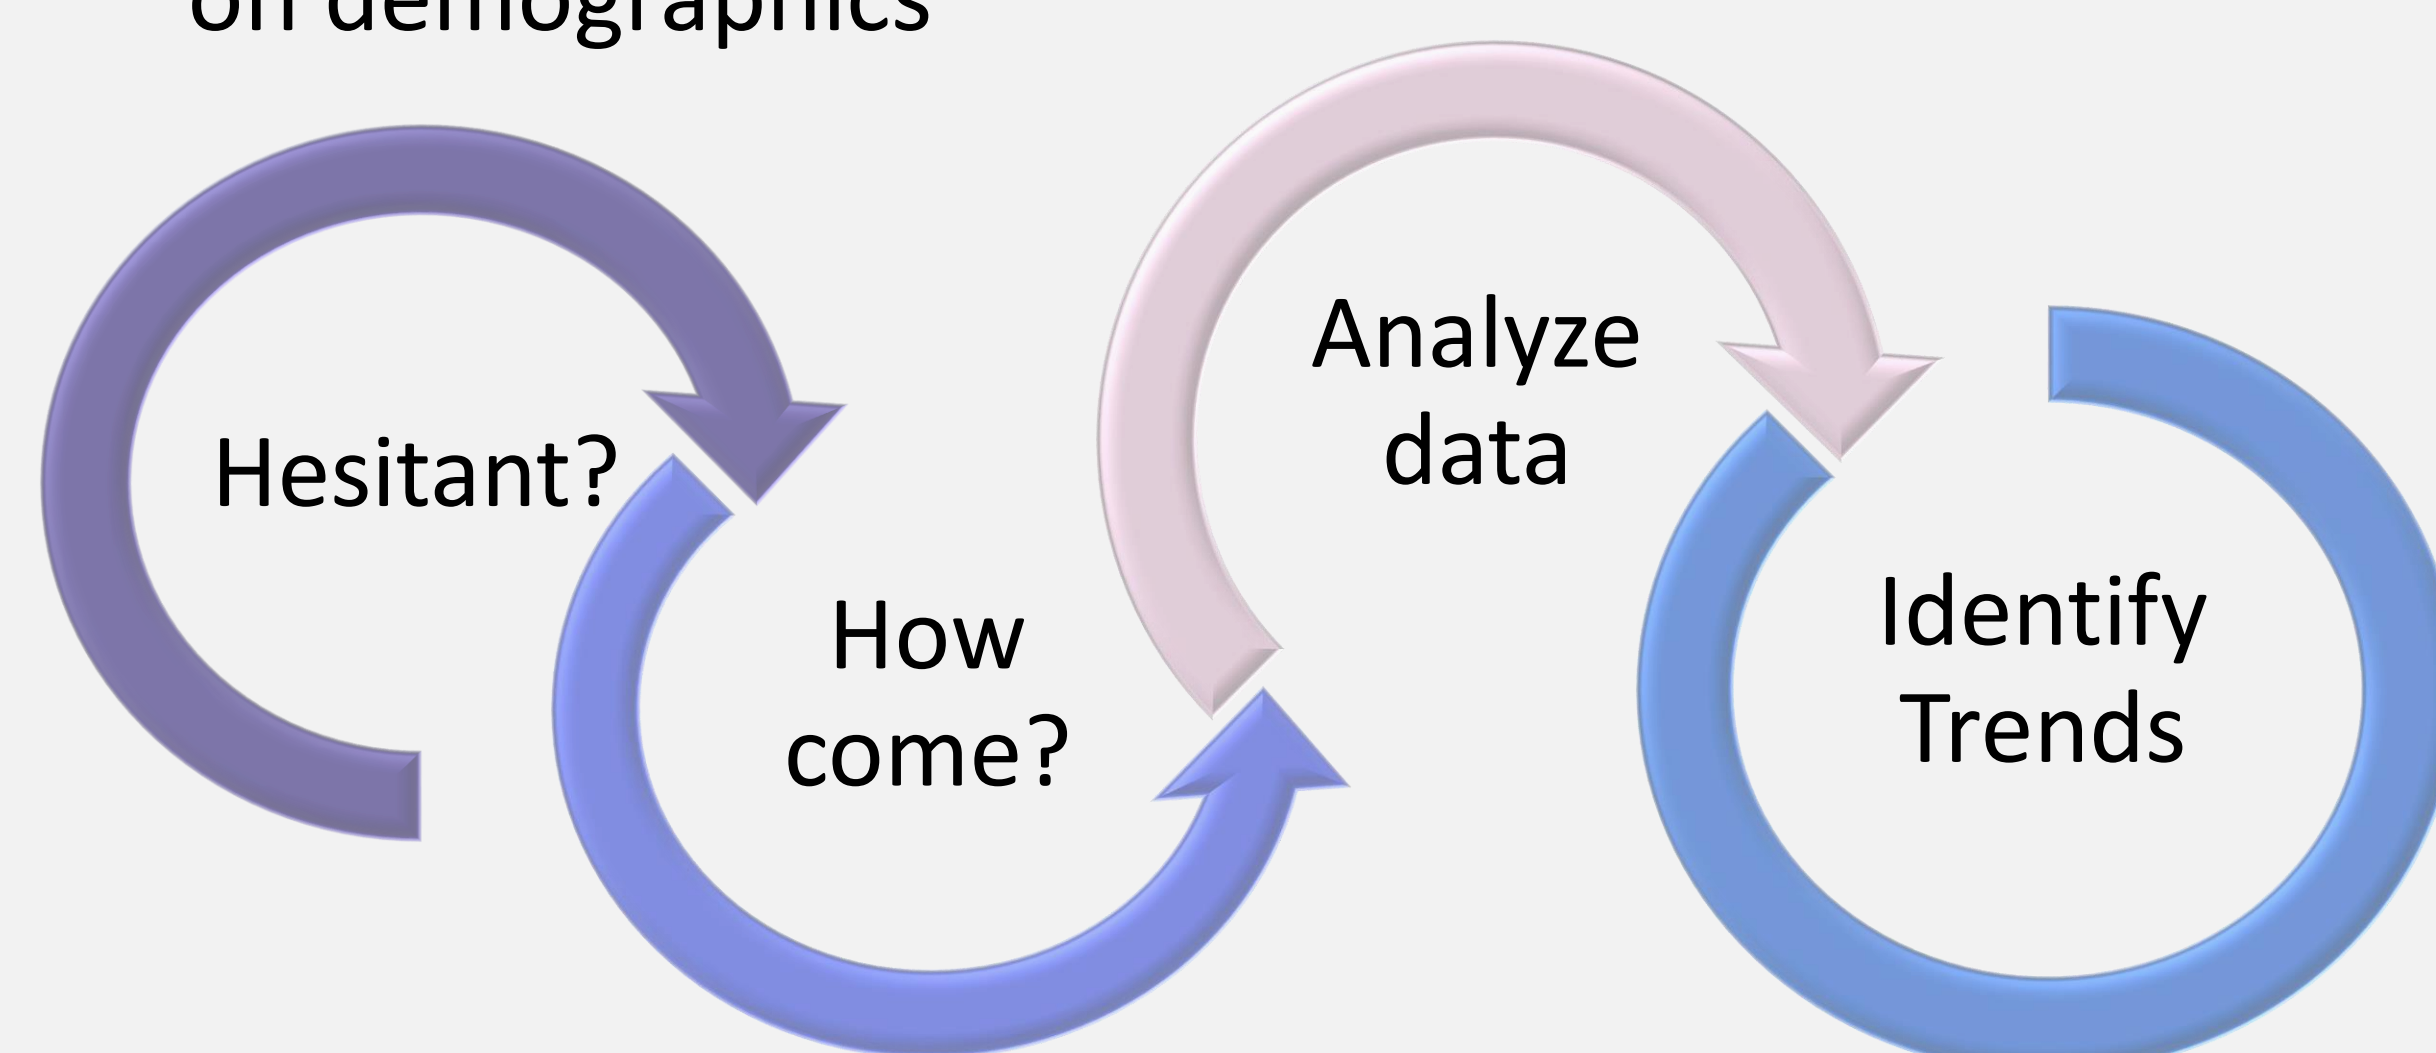 on demographics
Hesitant?
How
come?
Analyze
data
Identify
Trends